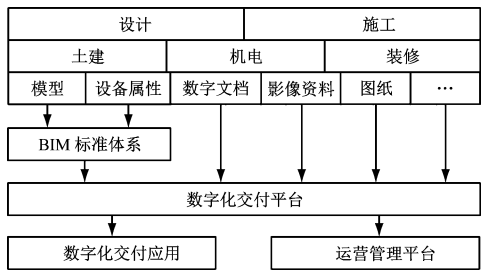 设计 施工
土建 机电 装修
模型 设备属性 数字文档 影像资料 图纸 …
BIM 标准体系
数字化交付平台
数字化交付应用 运营管理平台